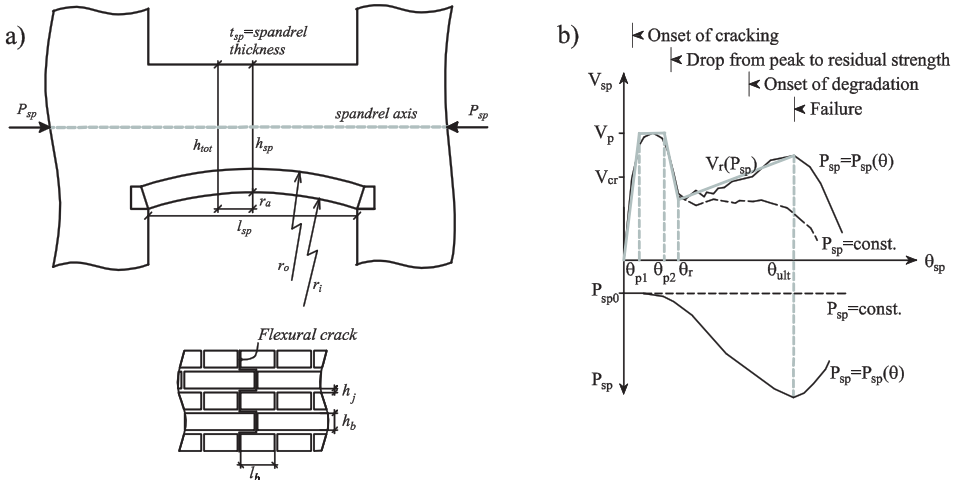 a)
t_sp=spandrel
thickness
P_sp
spandrel axis
P_sp
h_tot
h_sp
r_a
l_sp
r_o
r_i
Flexural crack
h_j
h_b
l_b
b)
Onset of cracking
Drop from peak to residual strength
Onset of degradation
Failure
V_sp
V_p
V_cr
V_r(P_sp)
P_sp=P_sp(θ)
P_sp=const.
θ_p1
θ_p2
θ_r
θ_ult
θ_sp
P_sp0
P_sp=const.
P_sp
P_sp=P_sp(θ)